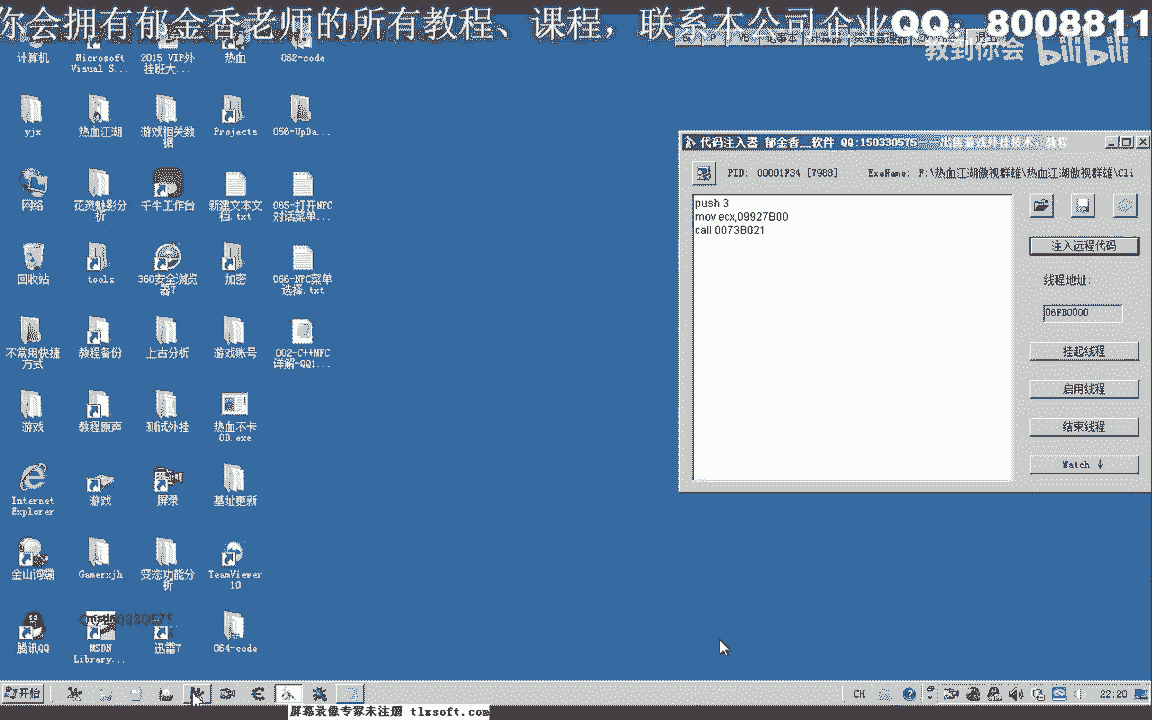 你会拥有郁金香老师的所有教程、课程，联系本公司企业QQ：8008811
教到你会 bilibili
计算机
Microsoft Visual S...
2015 VIP外挂班大...
热血
062-code
yjx
热血江湖
游戏相关数据
Projects
056-UpDa...
网络
花灵魅影分析
千牛工作台
新建文本文档.txt
065-打开NPC对话菜单...
回收站
tools
360安全浏览器7
加密
066-NPC菜单选择.txt
不常用快捷方式
教程备份
上古分析
游戏账号
002-C++MFC详解-QQ1...
游戏
教程原声
测试外挂
热血不卡OD.exe
Internet Explorer
游戏
屏录
基址更新
金山词霸
Gamerxjh
变态功能分析
TeamViewer 10
腾讯QQ
MSDN Library...
迅雷7
064-code
代码注入器 郁金香__软件 QQ:150330575
PID: 00001F34 [7988]
ExeName: F:\热血江湖傲视群雄\热血江湖傲视群雄\Cli
push 3
mov ecx,09927B00
call 0073B021
注入远程代码
线程地址:
06FB0000
挂起线程
启用线程
结束线程
Watch ↓
开始
CH
22:20
屏幕录像专家未注册 tlxsoft.com